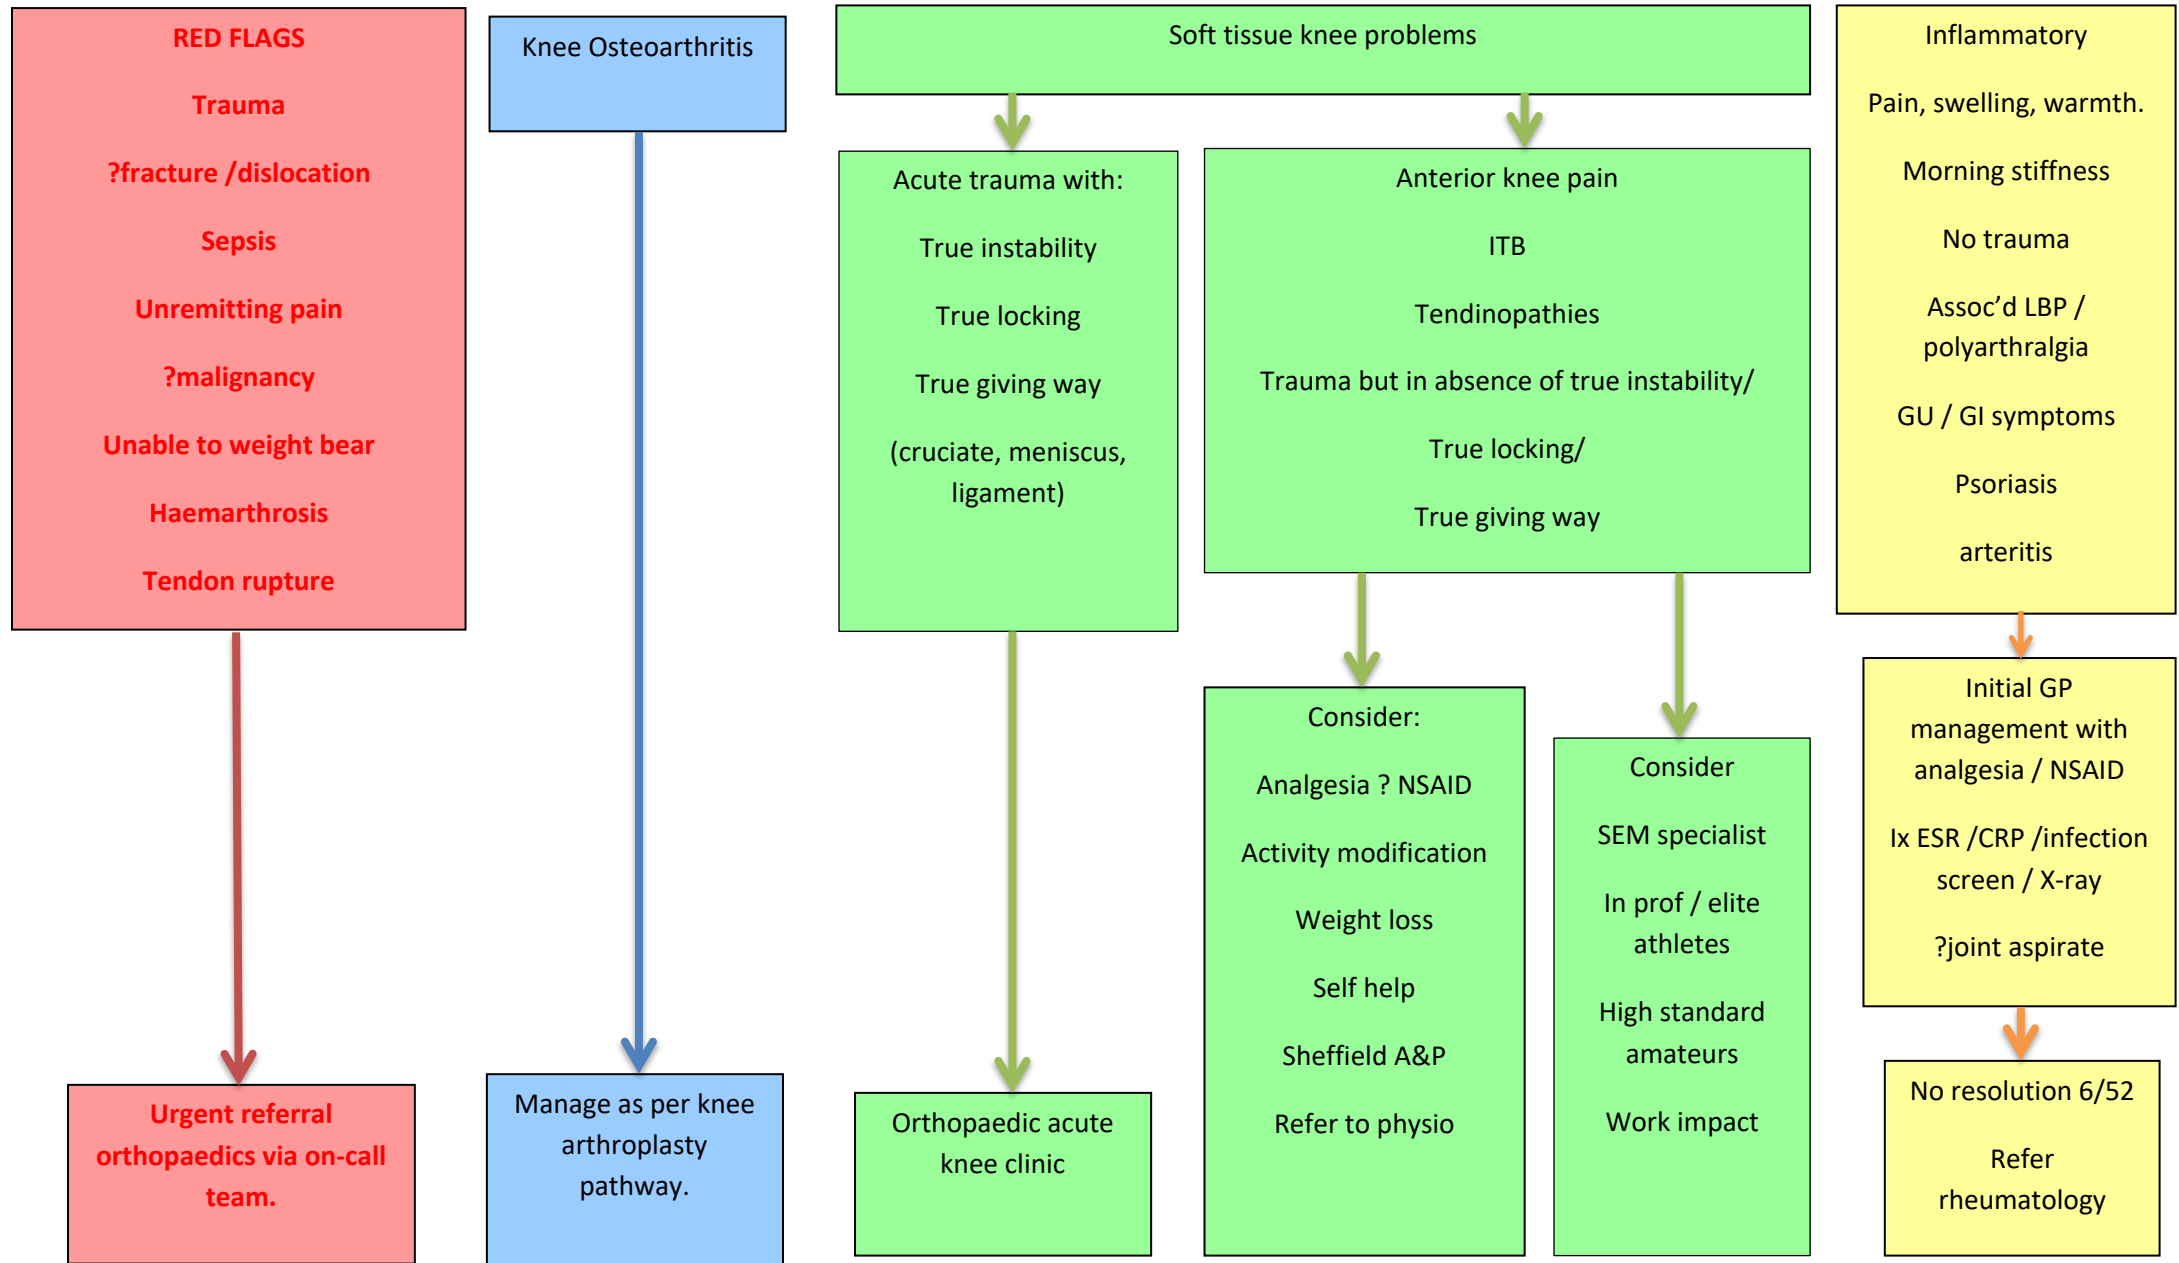 RED FLAGS
Trauma
?fracture /dislocation
Sepsis
Unremitting pain
?malignancy
Unable to weight bear
Haemarthrosis
Tendon rupture
Urgent referral
orthopaedics via on-call
team.
Knee Osteoarthritis
Manage as per knee
arthroplasty
pathway.
Soft tissue knee problems
Acute trauma with:
True instability
True locking
True giving way
(cruciate, meniscus,
ligament)
Orthopaedic acute
knee clinic
Anterior knee pain
ITB
Tendinopathies
Trauma but in absence of true instability/
True locking/
True giving way
Consider:
Analgesia ? NSAID
Activity modification
Weight loss
Self help
Sheffield A&P
Refer to physio
Consider
SEM specialist
In prof / elite
athletes
High standard
amateurs
Work impact
Inflammatory
Pain, swelling, warmth.
Morning stiffness
No trauma
Assoc’d LBP /
polyarthralgia
GU / GI symptoms
Psoriasis
arteritis
Initial GP
management with
analgesia / NSAID
Ix ESR /CRP /infection
screen / X-ray
?joint aspirate
No resolution 6/52
Refer
rheumatology